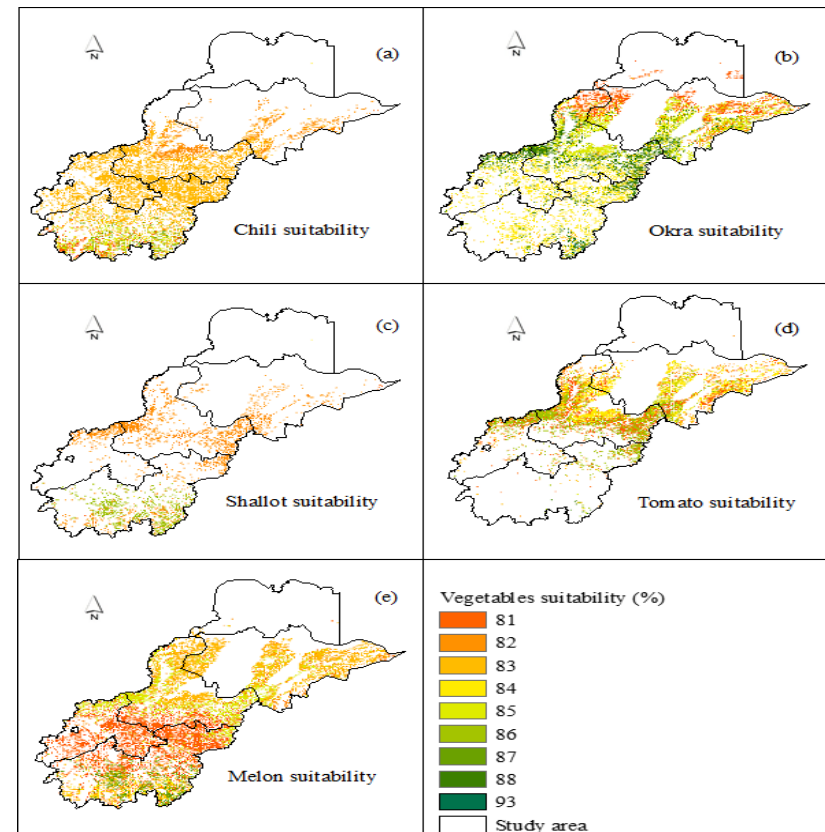 (a)
N
Chili suitability
(b)
N
Okra suitability
(c)
N
Shallot suitability
(d)
N
Tomato suitability
(e)
N
Melon suitability
Vegetables suitability (%)
81
82
83
84
85
86
87
88
93
Study area